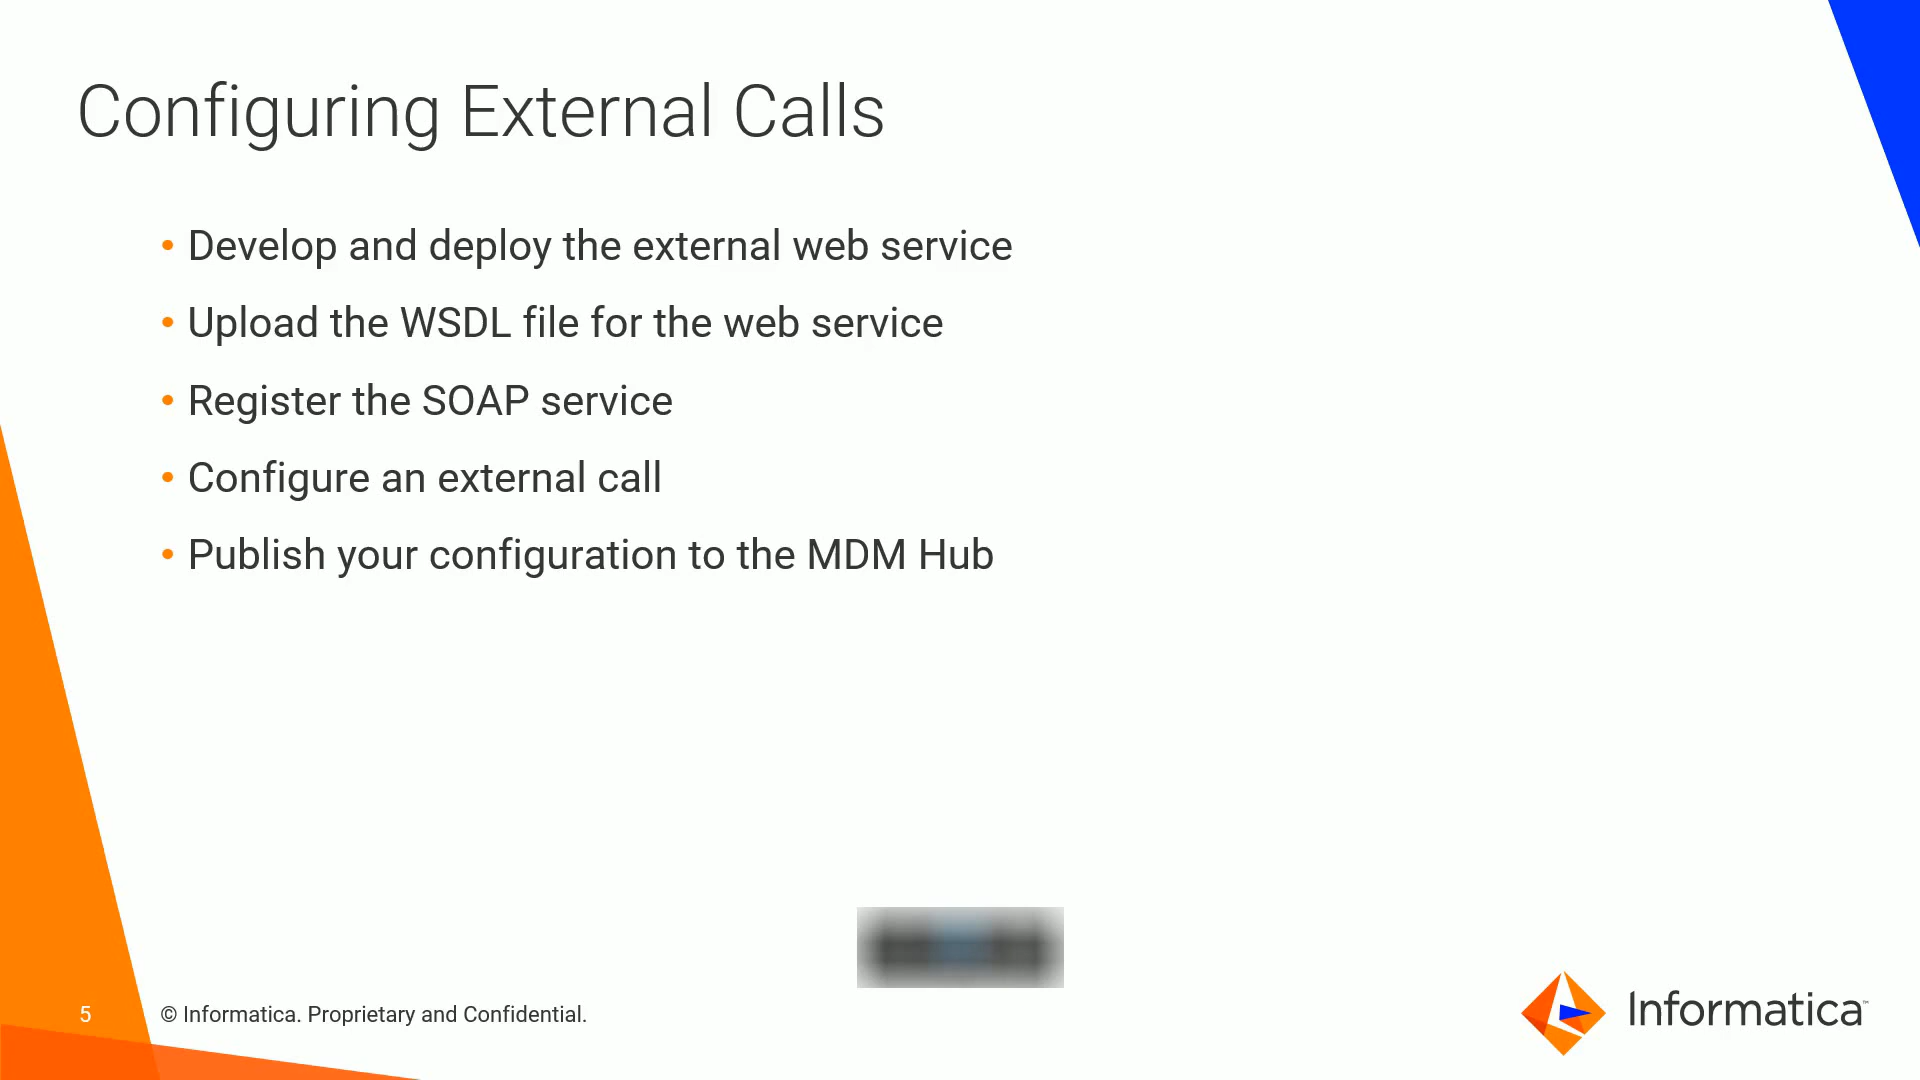 Configuring External Calls
• Develop and deploy the external web service
• Upload the WSDL file for the web service
• Register the SOAP service
• Configure an external call
• Publish your configuration to the MDM Hub
5
© Informatica. Proprietary and Confidential.
Informatica™